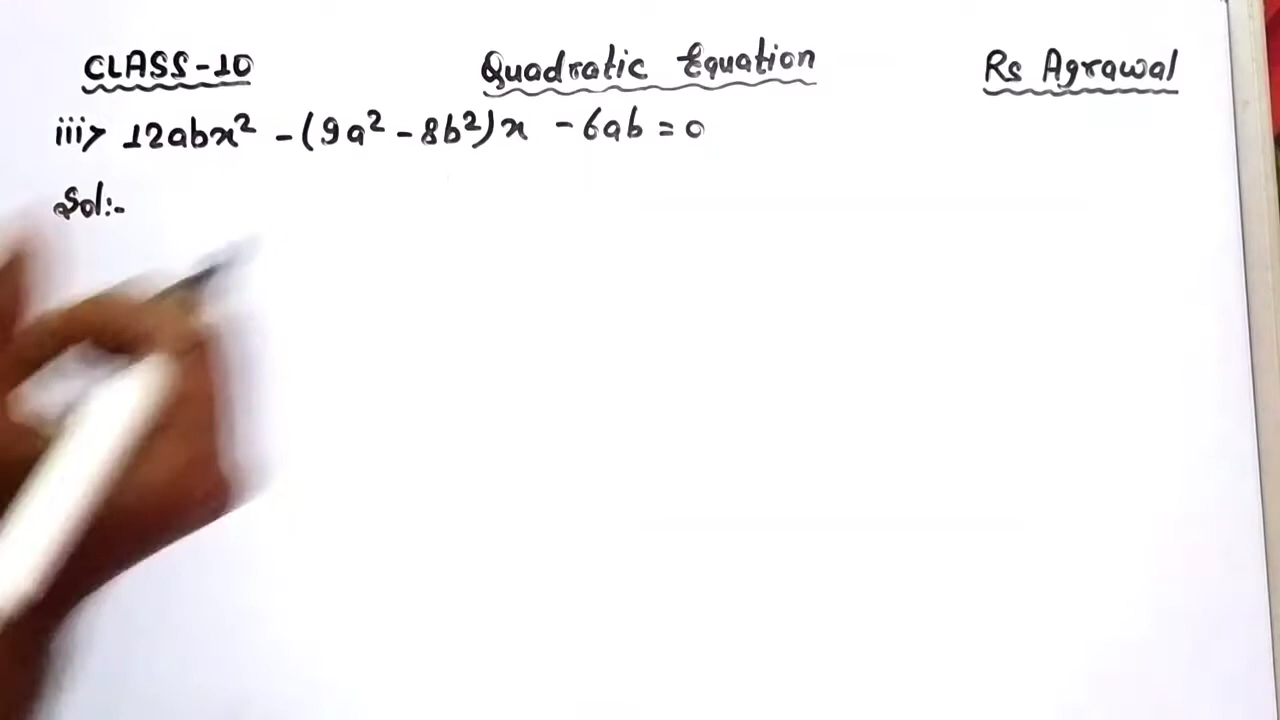 CLASS-10 Quadratic Equation Rs Agrawal
iii> 12abx² - (9a² - 8b²)x - 6ab = 0
Sol:-